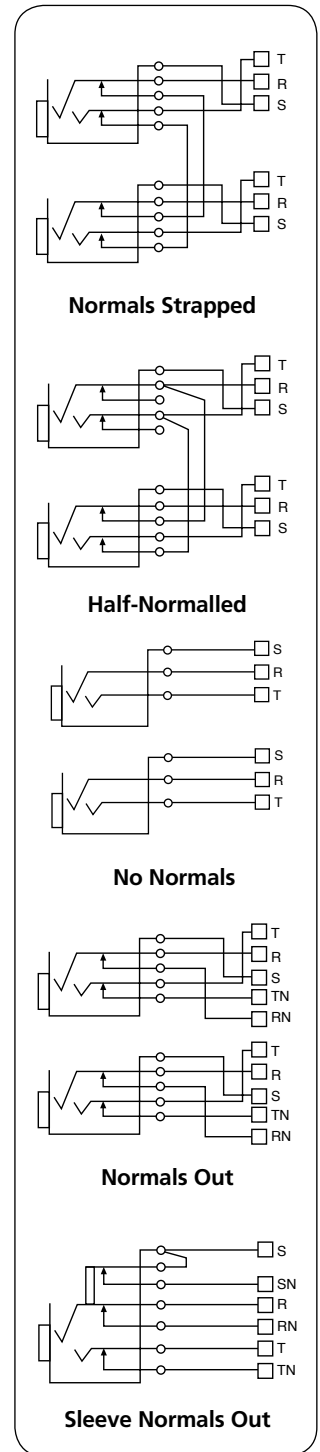 T
R
S
T
R
S
Normals Strapped
T
R
S
T
R
S
Half-Normalled
S
R
T
S
R
T
No Normals
T
R
S
TN
RN
T
R
S
TN
RN
Normals Out
S
SN
R
RN
T
TN
Sleeve Normals Out